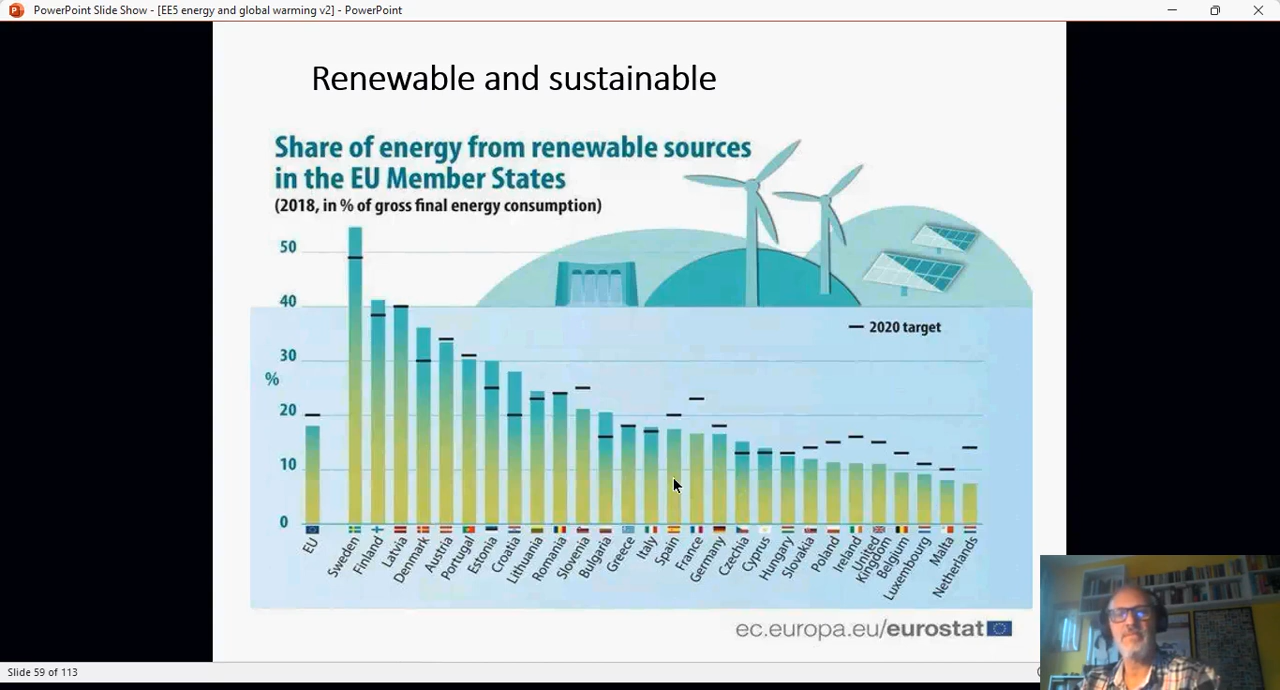 PowerPoint Slide Show - [EE5 energy and global warming v2] - PowerPoint
Renewable and sustainable
Share of energy from renewable sources
in the EU Member States
(2018, in % of gross final energy consumption)
50
40
2020 target
30
%
20
10
0
EU
Sweden
Finland
Latvia
Denmark
Austria
Portugal
Estonia
Croatia
Lithuania
Romania
Slovenia
Bulgaria
Greece
Italy
Spain
France
Germany
Czechia
Cyprus
Hungary
Slovakia
Poland
Ireland
United
Kingdom
Belgium
Luxembourg
Malta
Netherlands
ec.europa.eu/eurostat
Slide 59 of 113